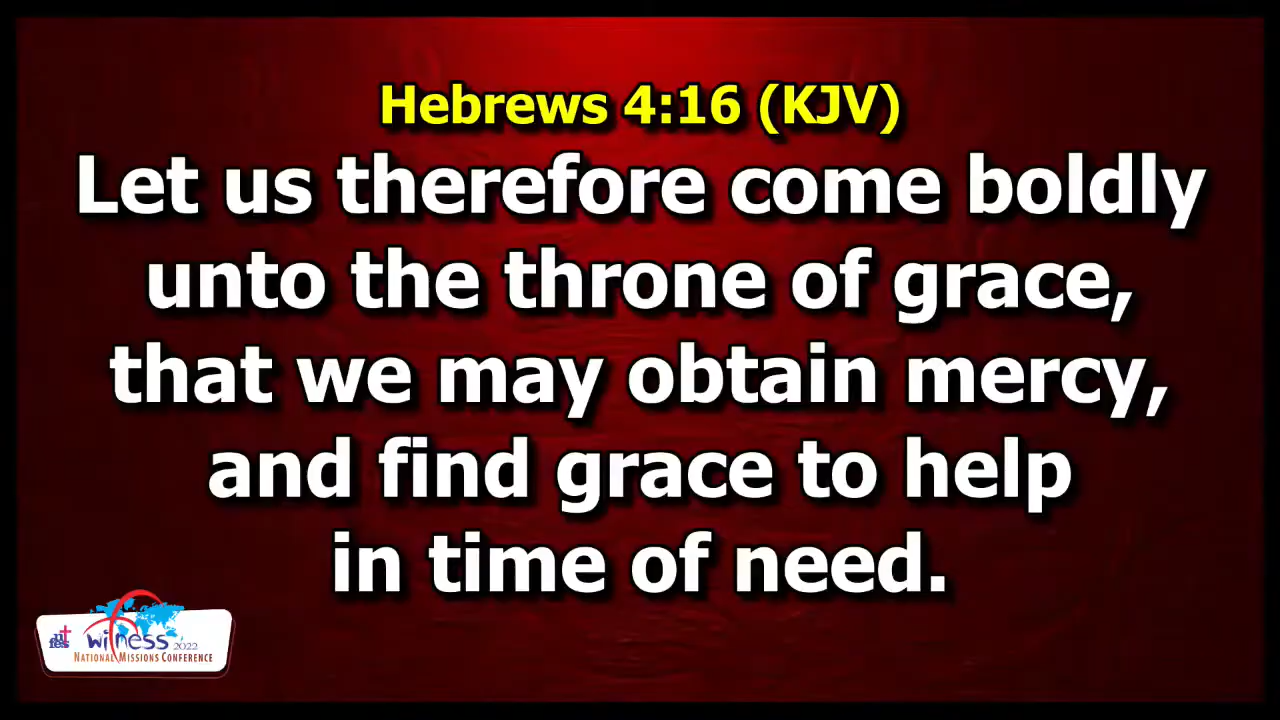 Hebrews 4:16 (KJV)
Let us therefore come boldly
unto the throne of grace,
that we may obtain mercy,
and find grace to help
in time of need.
fes
witness 2022
NATIONAL MISSIONS CONFERENCE